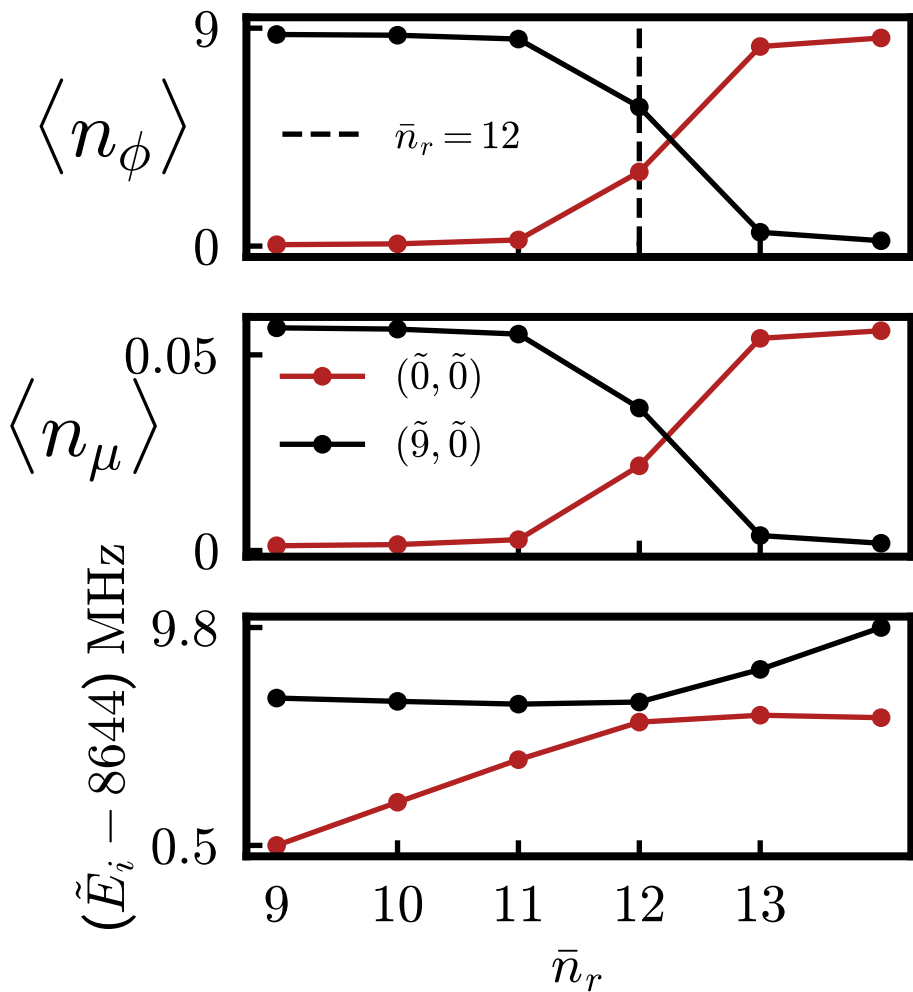 9
⟨n_ϕ⟩
n̄_r = 12
0
0.05
(0̃, 0̃)
⟨n_μ⟩
(9̃, 0̃)
0
(Ẽ_i − 8644) MHz
9.8
0.5
9 10 11 12 13
n̄_r